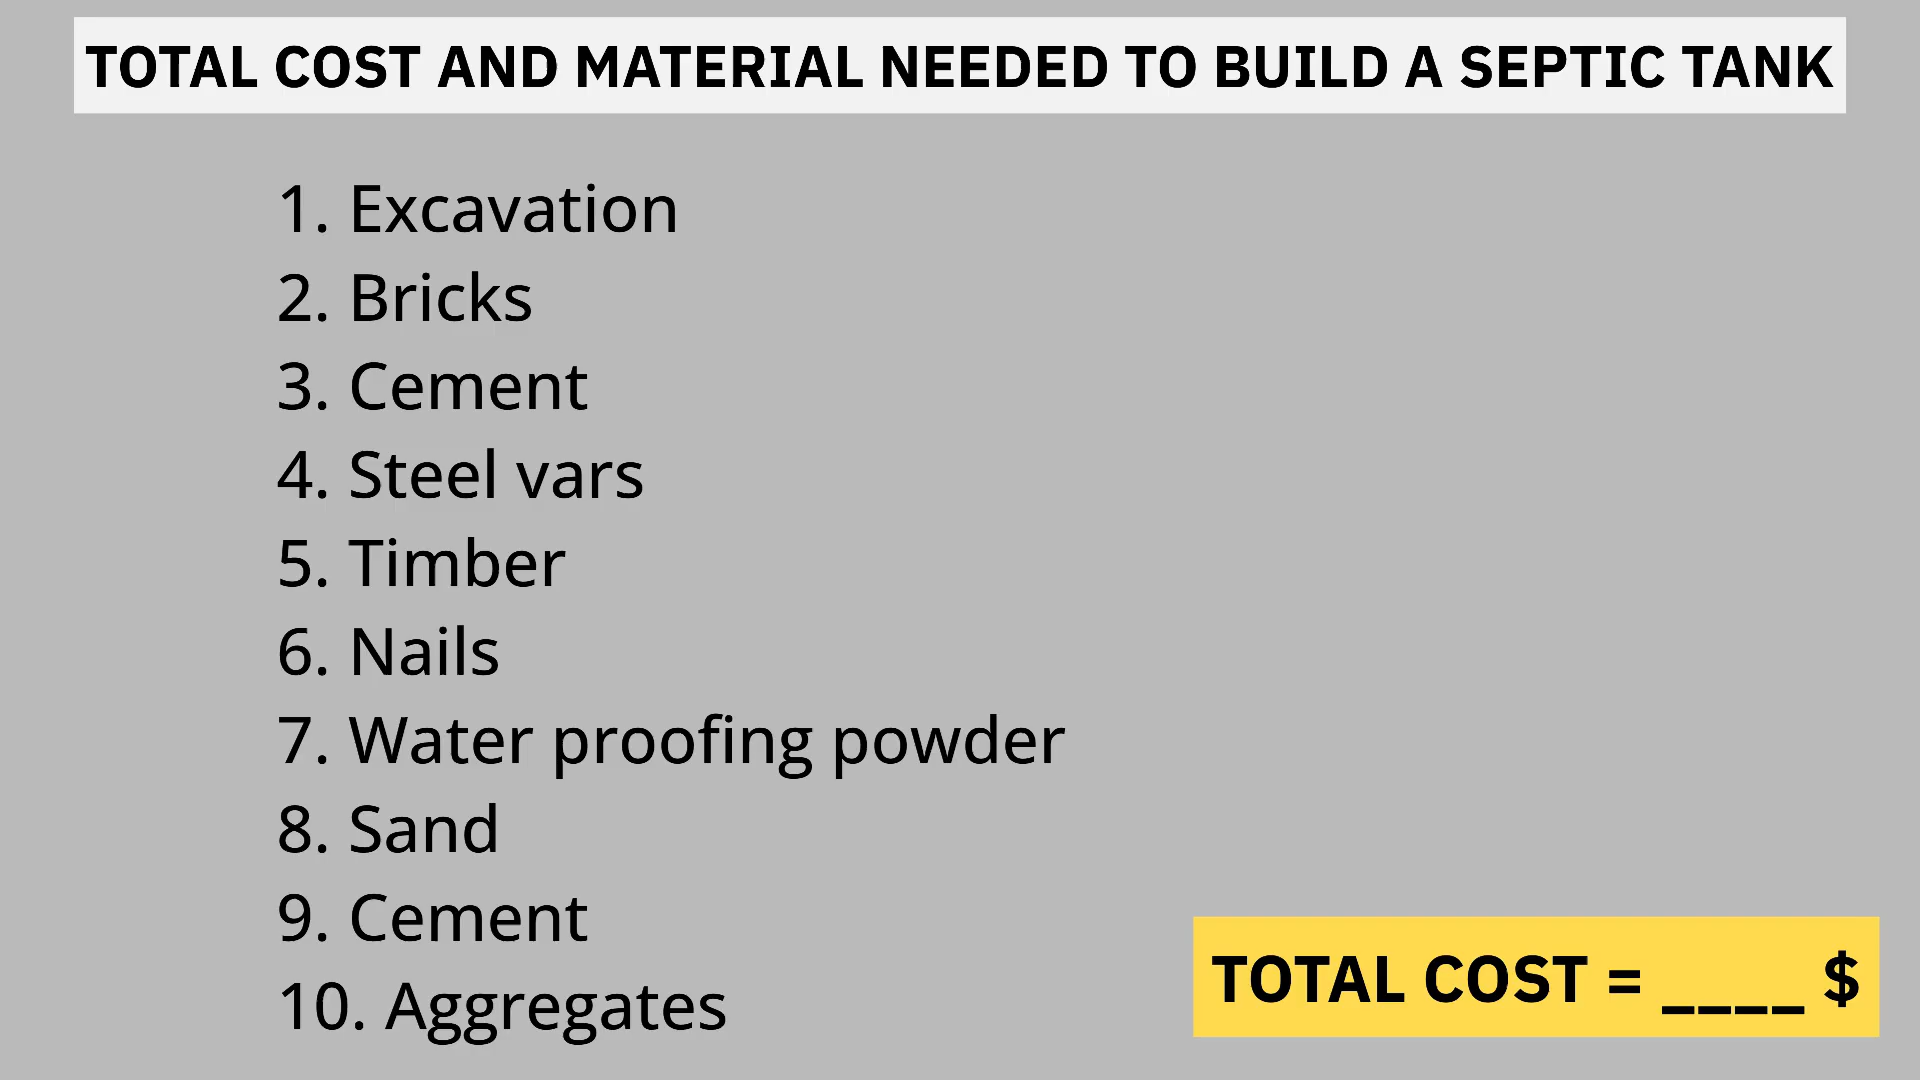 TOTAL COST AND MATERIAL NEEDED TO BUILD A SEPTIC TANK
1. Excavation
2. Bricks
3. Cement
4. Steel vars
5. Timber
6. Nails
7. Water proofing powder
8. Sand
9. Cement
10. Aggregates
TOTAL COST = ____ $